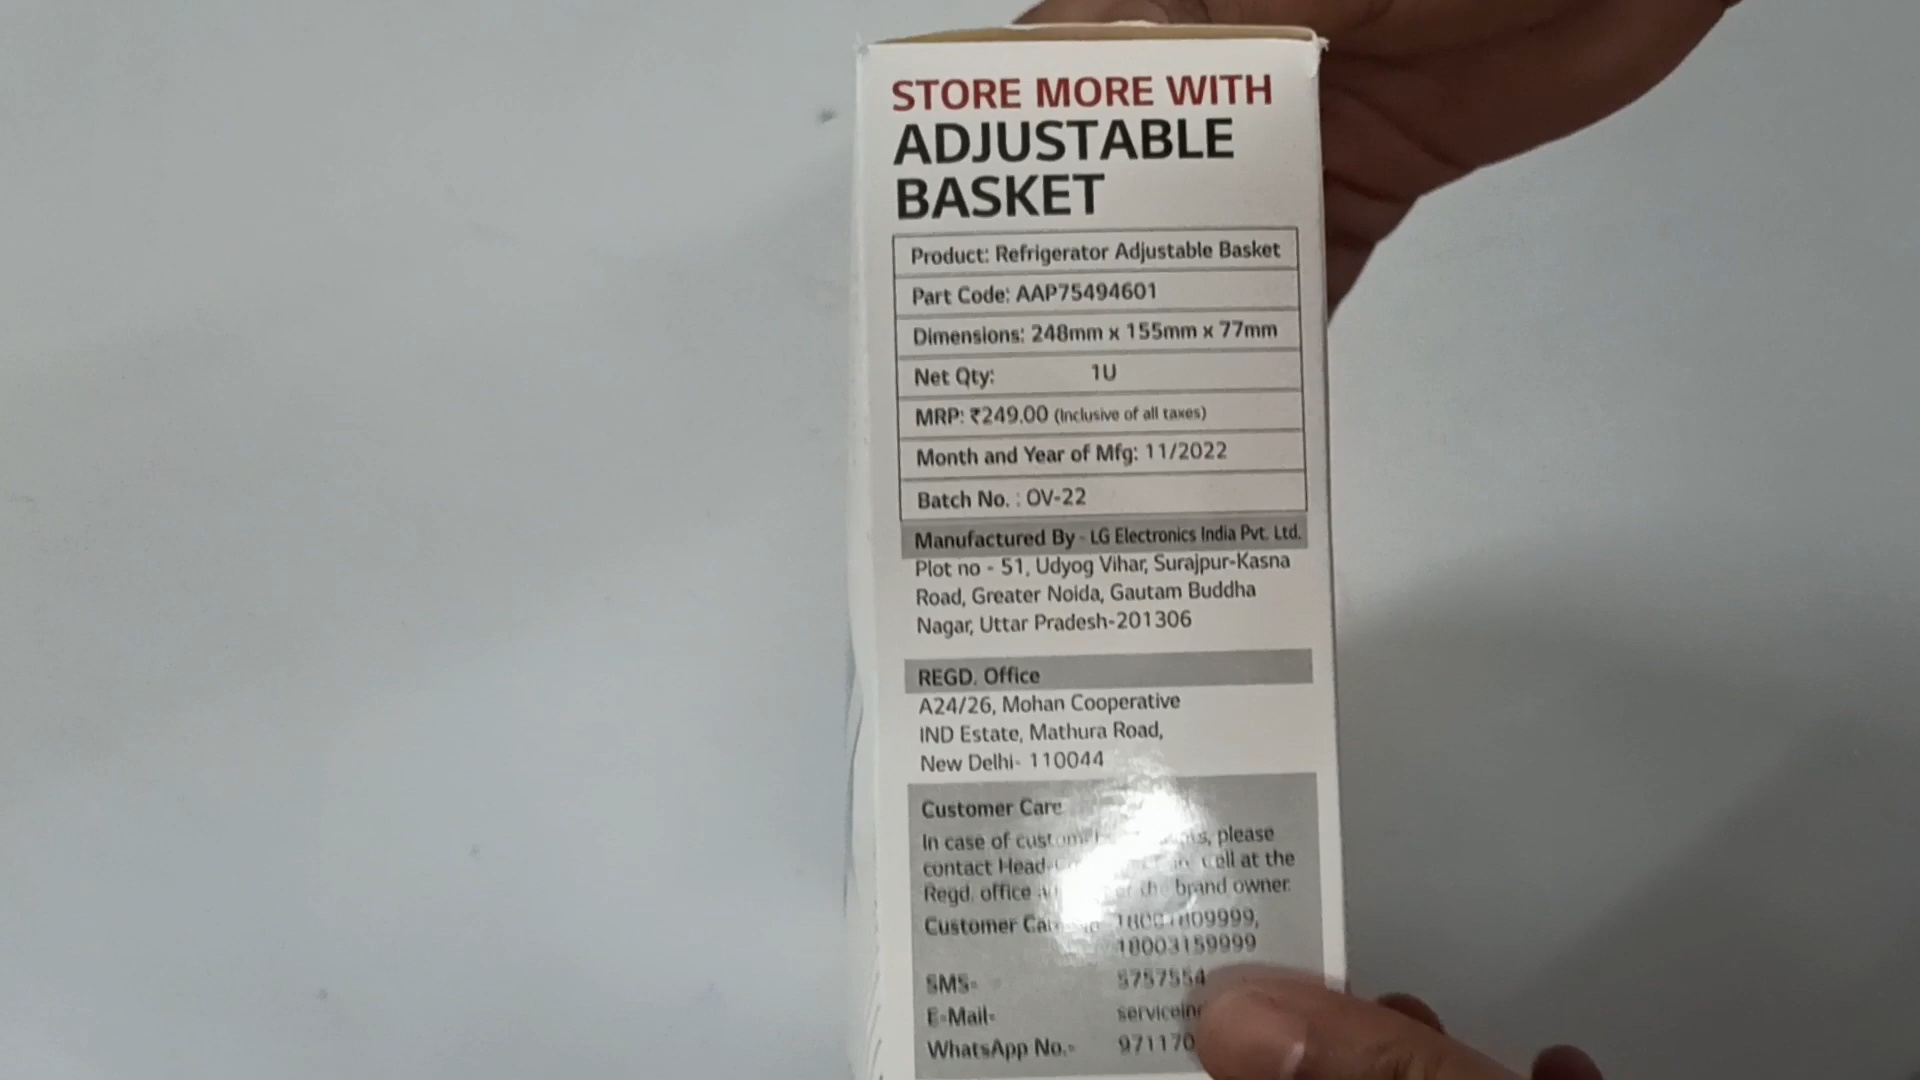 STORE MORE WITH
ADJUSTABLE
BASKET
Product: Refrigerator Adjustable Basket
Part Code: AAP75494601
Dimensions: 248mm x 155mm x 77mm
Net Qty: 1U
MRP: ₹249.00 (Inclusive of all taxes)
Month and Year of Mfg: 11/2022
Batch No. : OV-22
Manufactured By - LG Electronics India Pvt. Ltd.
Plot no - 51, Udyog Vihar, Surajpur-Kasna
Road, Greater Noida, Gautam Buddha
Nagar, Uttar Pradesh-201306
REGD. Office
A24/26, Mohan Cooperative
IND Estate, Mathura Road,
New Delhi- 110044
Customer Care
In case of please
contact cell at the
Regd. office brand owner.
Customer
18003159999
SMS- 5757554
E-Mail-
WhatsApp No.-